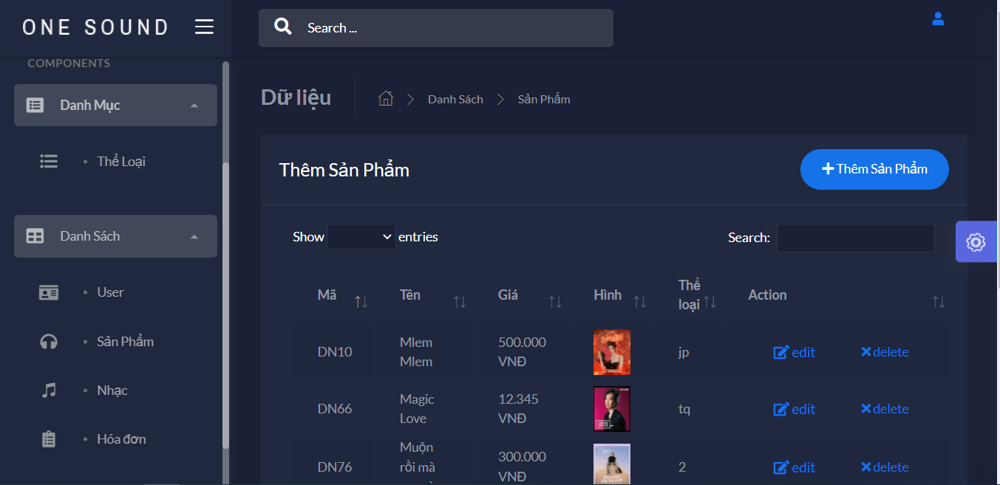 ONE SOUND
Search ...
COMPONENTS
Danh Mục
Thể Loại
Danh Sách
User
Sản Phẩm
Nhạc
Hóa đơn
Dữ liệu
Danh Sách
Sản Phẩm
Thêm Sản Phẩm
Thêm Sản Phẩm
Show
entries
Search:
Mã
Tên
Giá
Hình
Thể
loại
Action
DN10
Mlem
Mlem
500.000
VNĐ
jp
edit
delete
DN66
Magic
Love
12.345
VNĐ
tq
edit
delete
DN76
Muộn
rồi mà
300.000
VNĐ
2
edit
delete